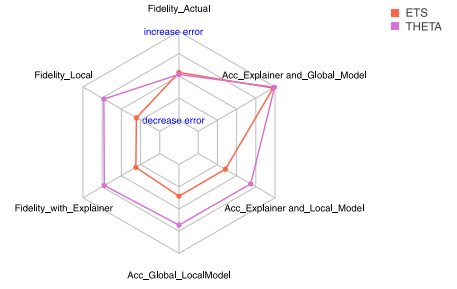 Fidelity_Actual
ETS
THETA
increase error
Fidelity_Local
Acc_Explainer and_Global_Model
decrease error
Fidelity_with_Explainer
Acc_Explainer and_Local_Model
Acc_Global_LocalModel